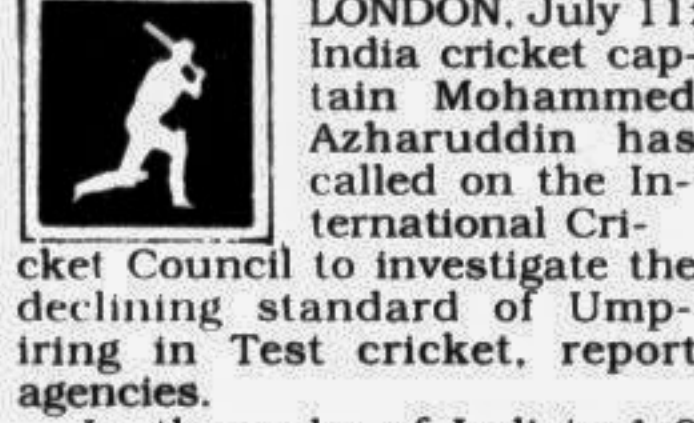 LONDON, July 11:
India cricket cap-
tain Mohammed
Azharuddin has
called on the In-
ternational Cri-
cket Council to investigate the
declining standard of Ump-
iring in Test cricket, report
agencies.